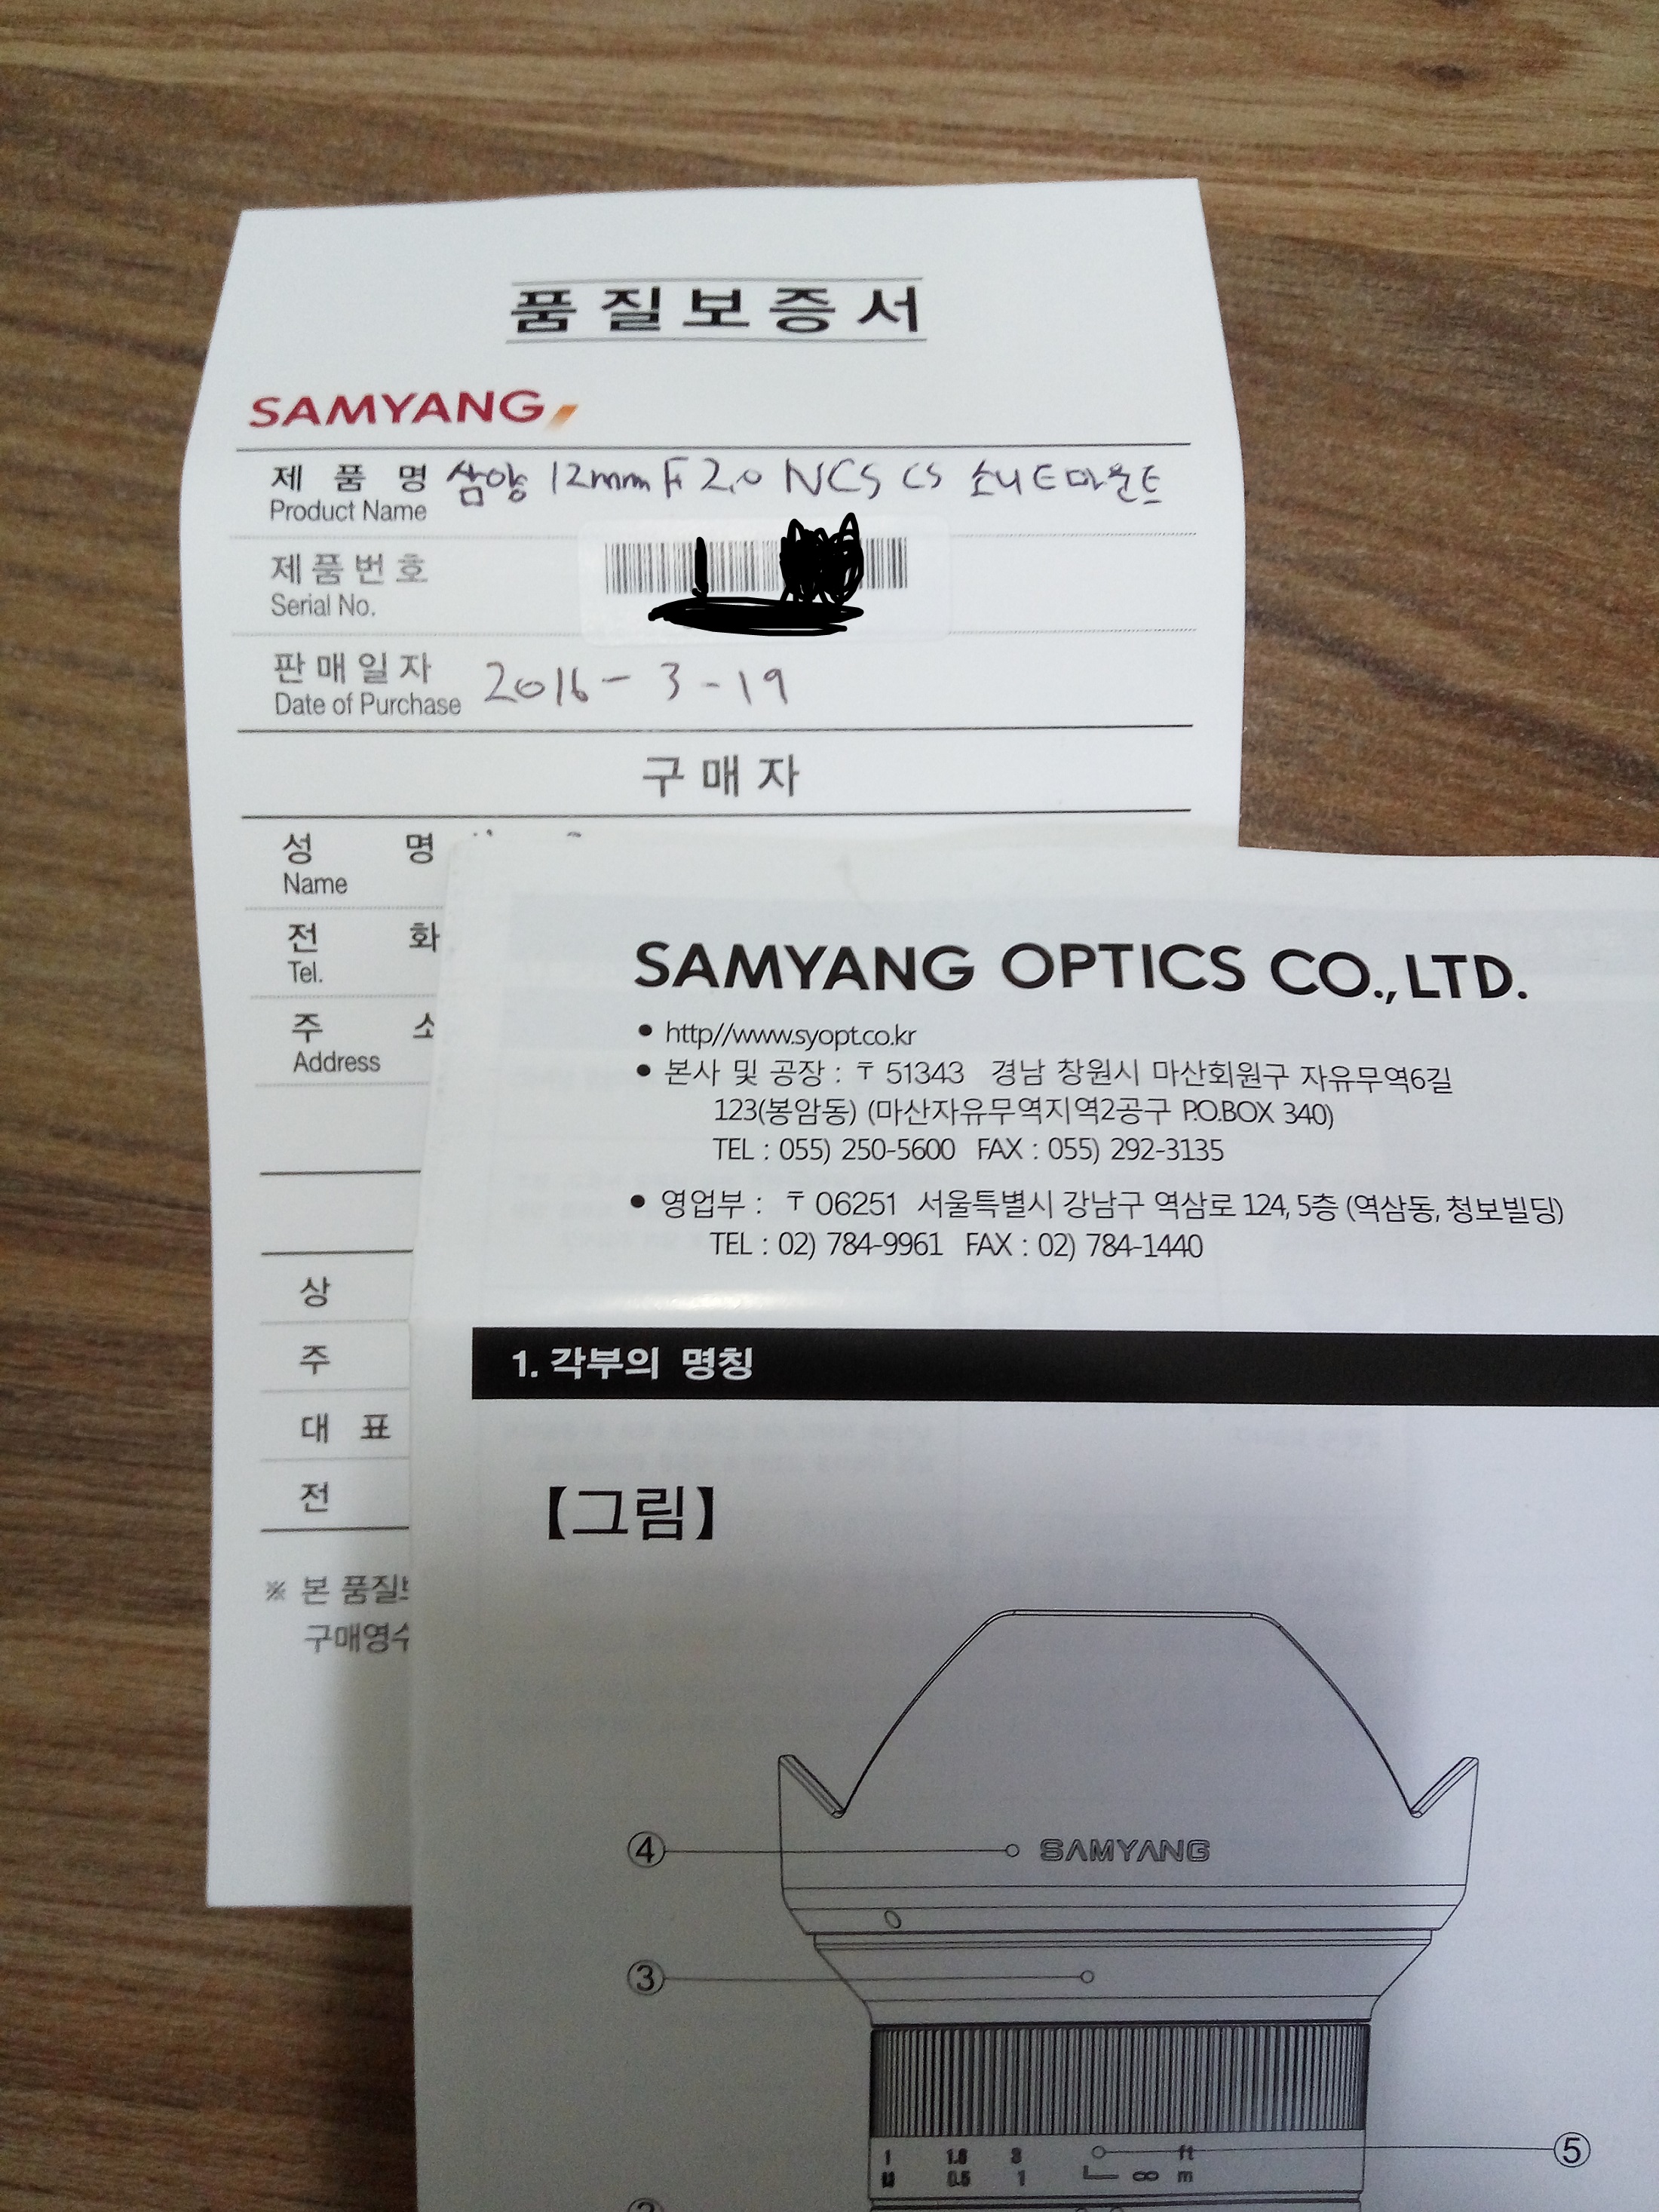 품질보증서
SAMYANG
제 품 명 삼양 12mm F2.0 NCS CS 소니 E마운트
Product Name
제품번호
Serial No.
판매일자 2016-3-19
Date of Purchase
구매자
성 명
Name
전 화
Tel.
주 소
Address
상
주
대 표
전
※ 본 품질보
구매영수
SAMYANG OPTICS CO., LTD.
● http//www.syopt.co.kr
● 본사 및 공장 : 〒 51343 경남 창원시 마산회원구 자유무역6길
123(봉암동) (마산자유무역지역2공구 P.O.BOX 340)
TEL : 055) 250-5600 FAX : 055) 292-3135
● 영업부 : 〒 06251 서울특별시 강남구 역삼로 124, 5층 (역삼동, 청보빌딩)
TEL : 02) 784-9961 FAX : 02) 784-1440
1. 각부의 명칭
【그림】
④ SAMYANG
③
1 1.6 3 ft
⑤
0.5 1 ∞ m